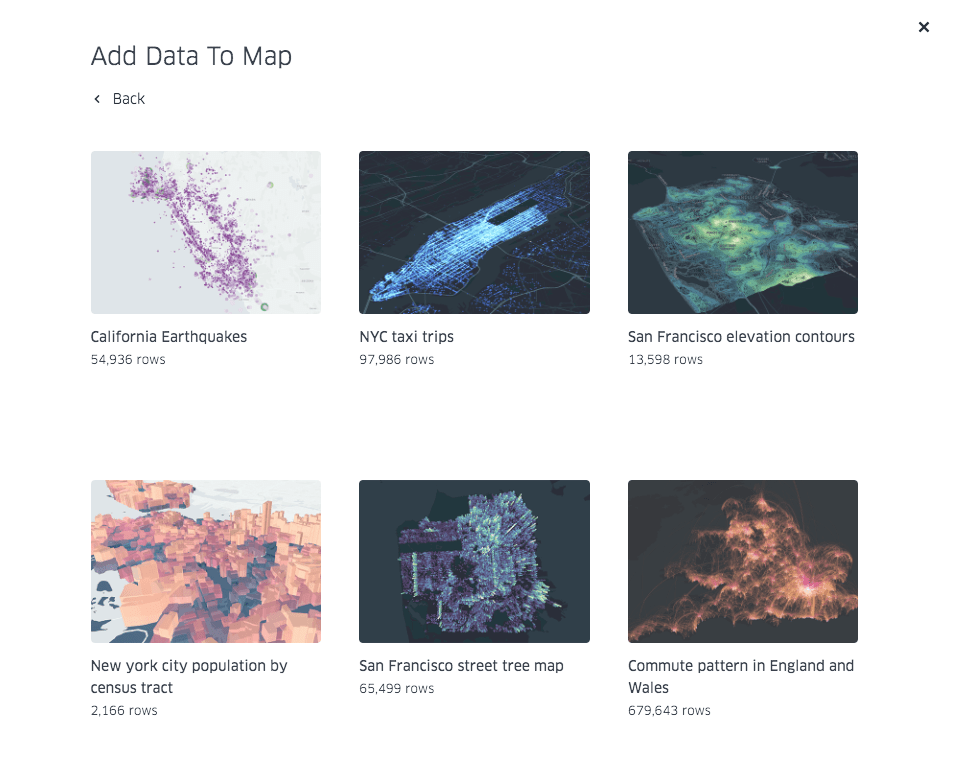 Add Data To Map
Back
California Earthquakes
54,936 rows
NYC taxi trips
97,986 rows
San Francisco elevation contours
13,598 rows
New york city population by
census tract
2,166 rows
San Francisco street tree map
65,499 rows
Commute pattern in England and
Wales
679,643 rows